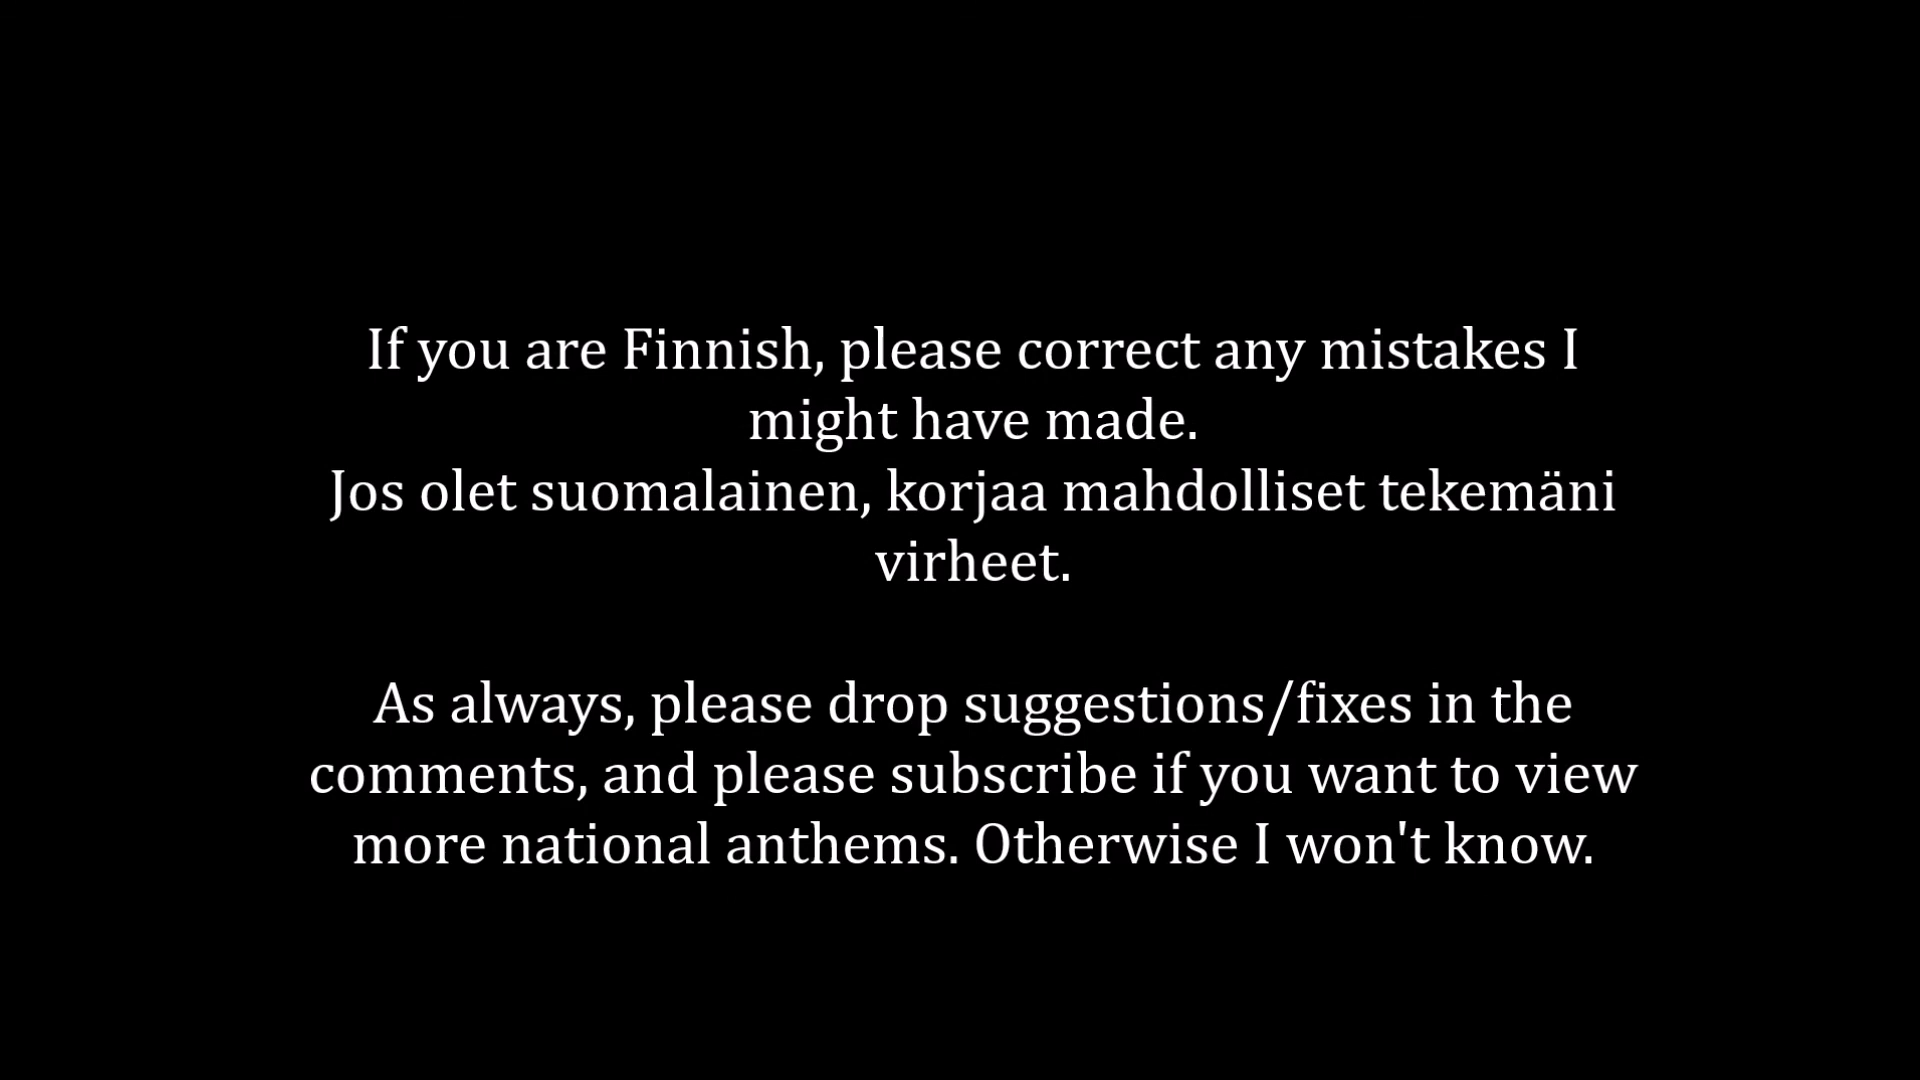 If you are Finnish, please correct any mistakes I
might have made.
Jos olet suomalainen, korjaa mahdolliset tekemäni
virheet.
As always, please drop suggestions/fixes in the
comments, and please subscribe if you want to view
more national anthems. Otherwise I won't know.